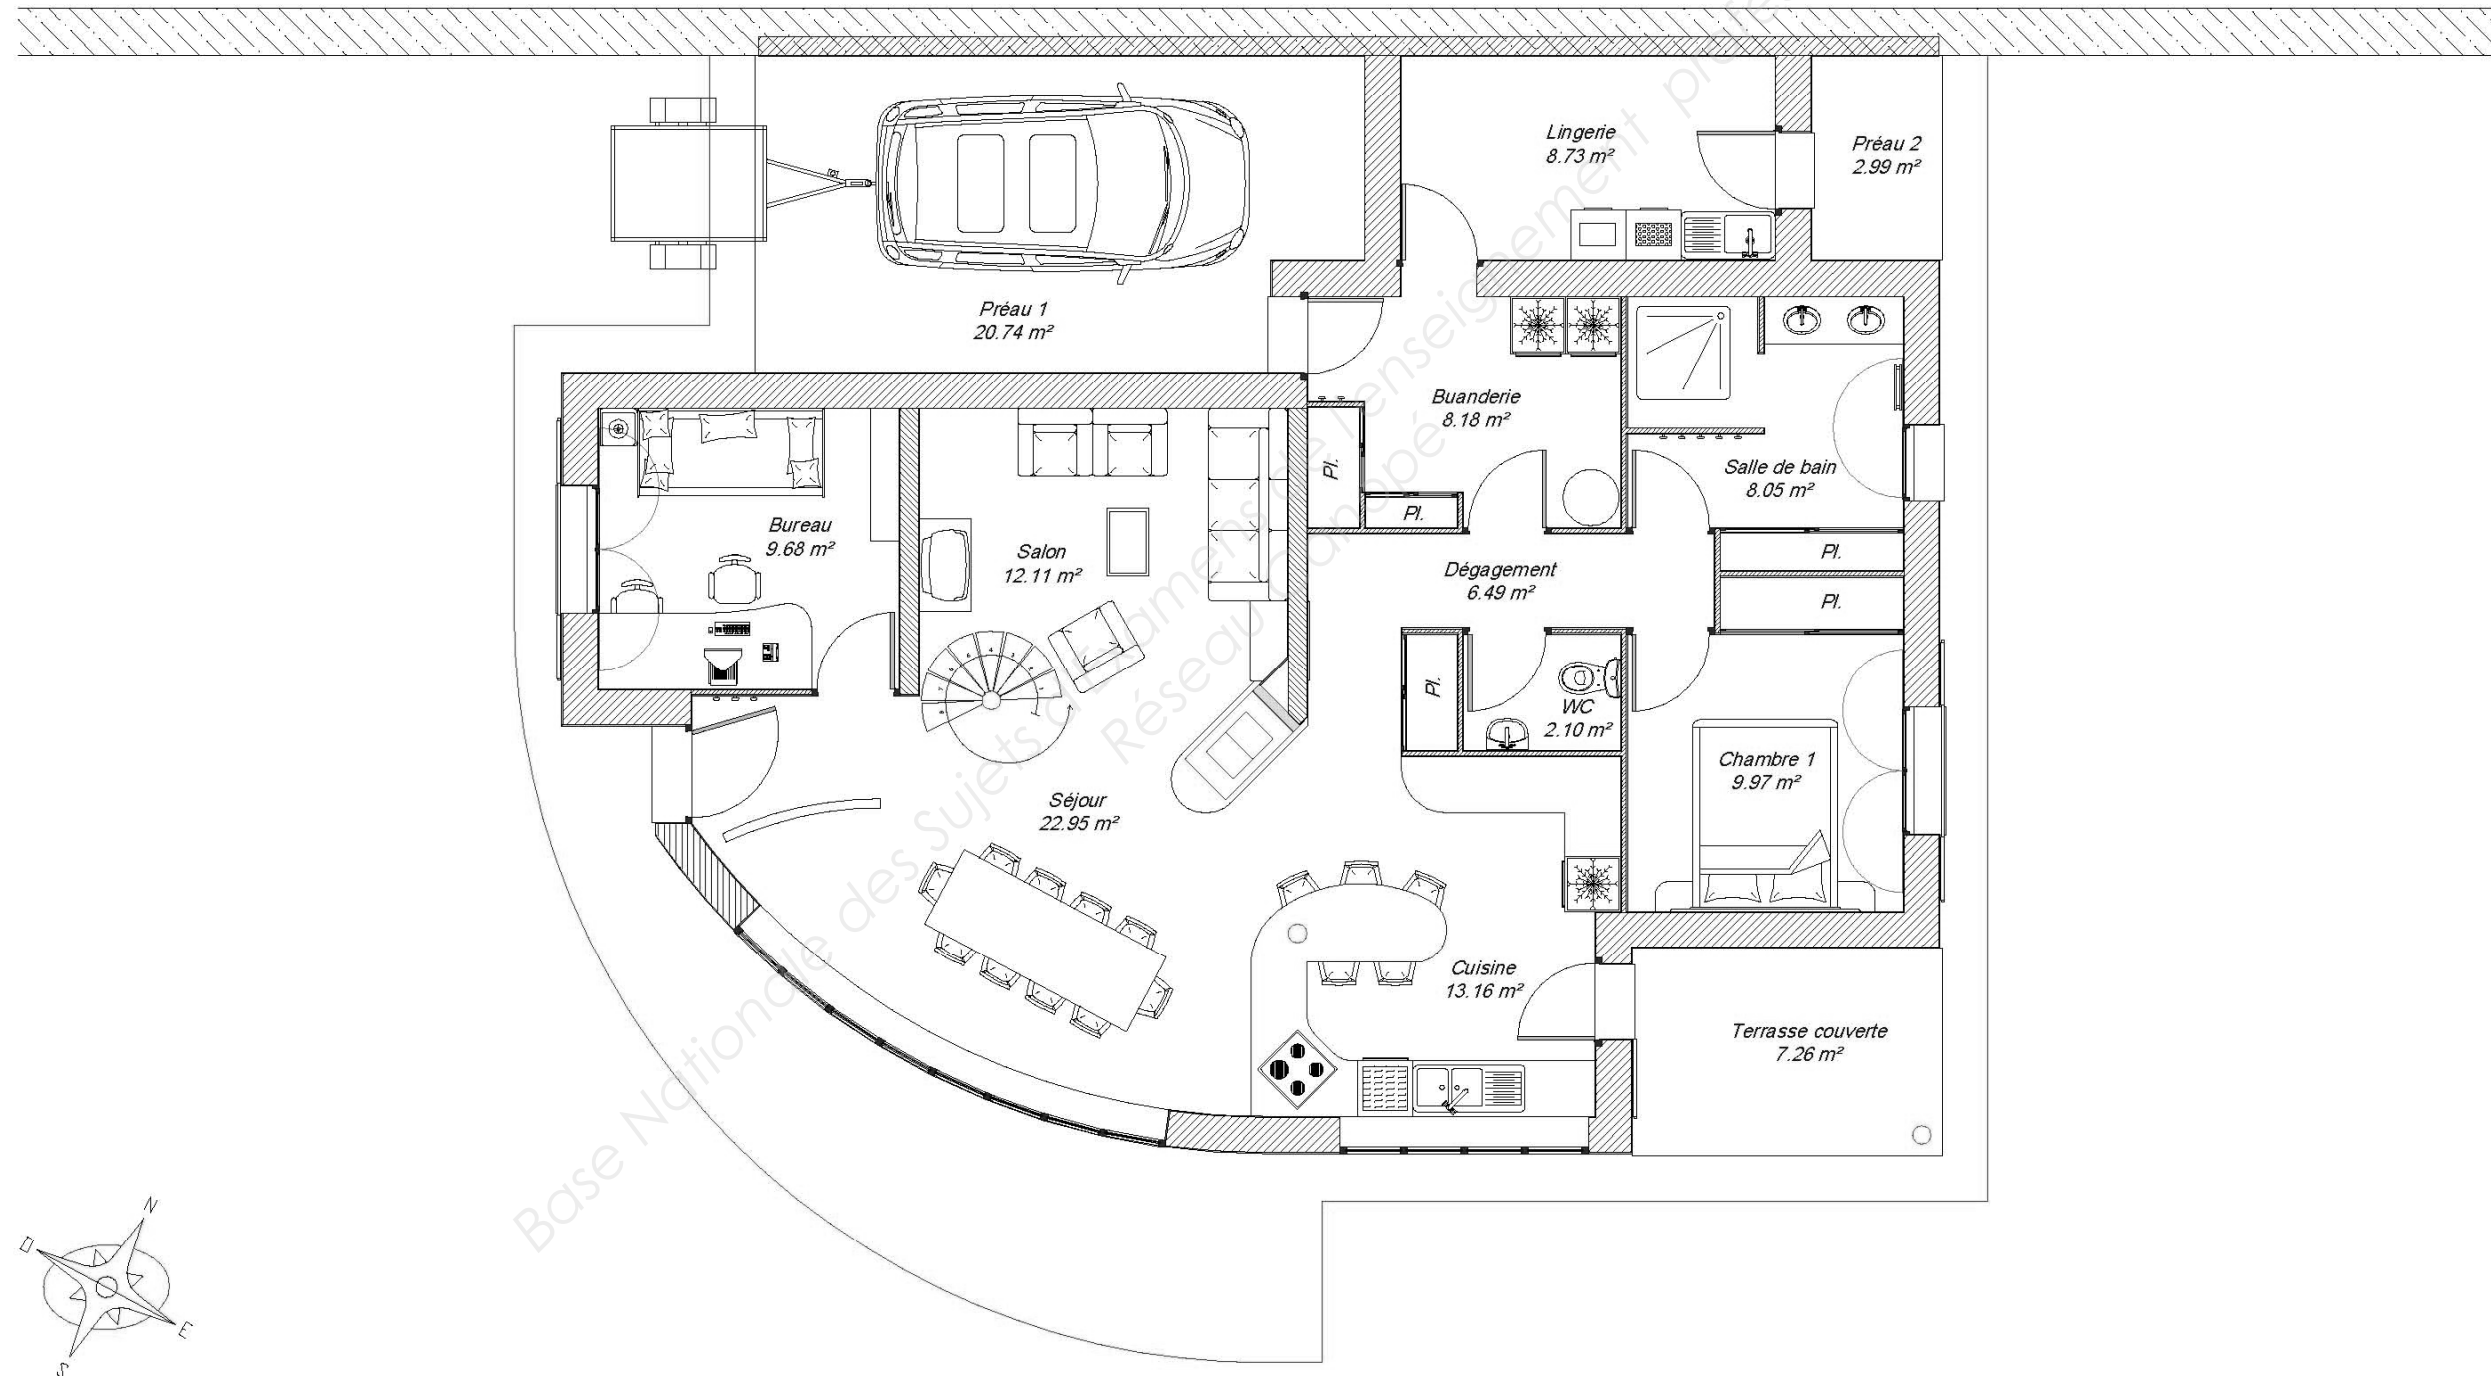 Lingerie
8.73 m²
Préau 2
2.99 m²
Préau 1
20.74 m²
Buanderie
8.18 m²
Pl.
Pl.
Salle de bain
8.05 m²
Bureau
9.68 m²
Salon
12.11 m²
Dégagement
6.49 m²
Pl.
Pl.
Pl.
WC
2.10 m²
Chambre 1
9.97 m²
Séjour
22.95 m²
Cuisine
13.16 m²
Terrasse couverte
7.26 m²
Base Nationale des Sujets d'Examens de l'enseignement profe
Réseau Canopé
N
O
E
S